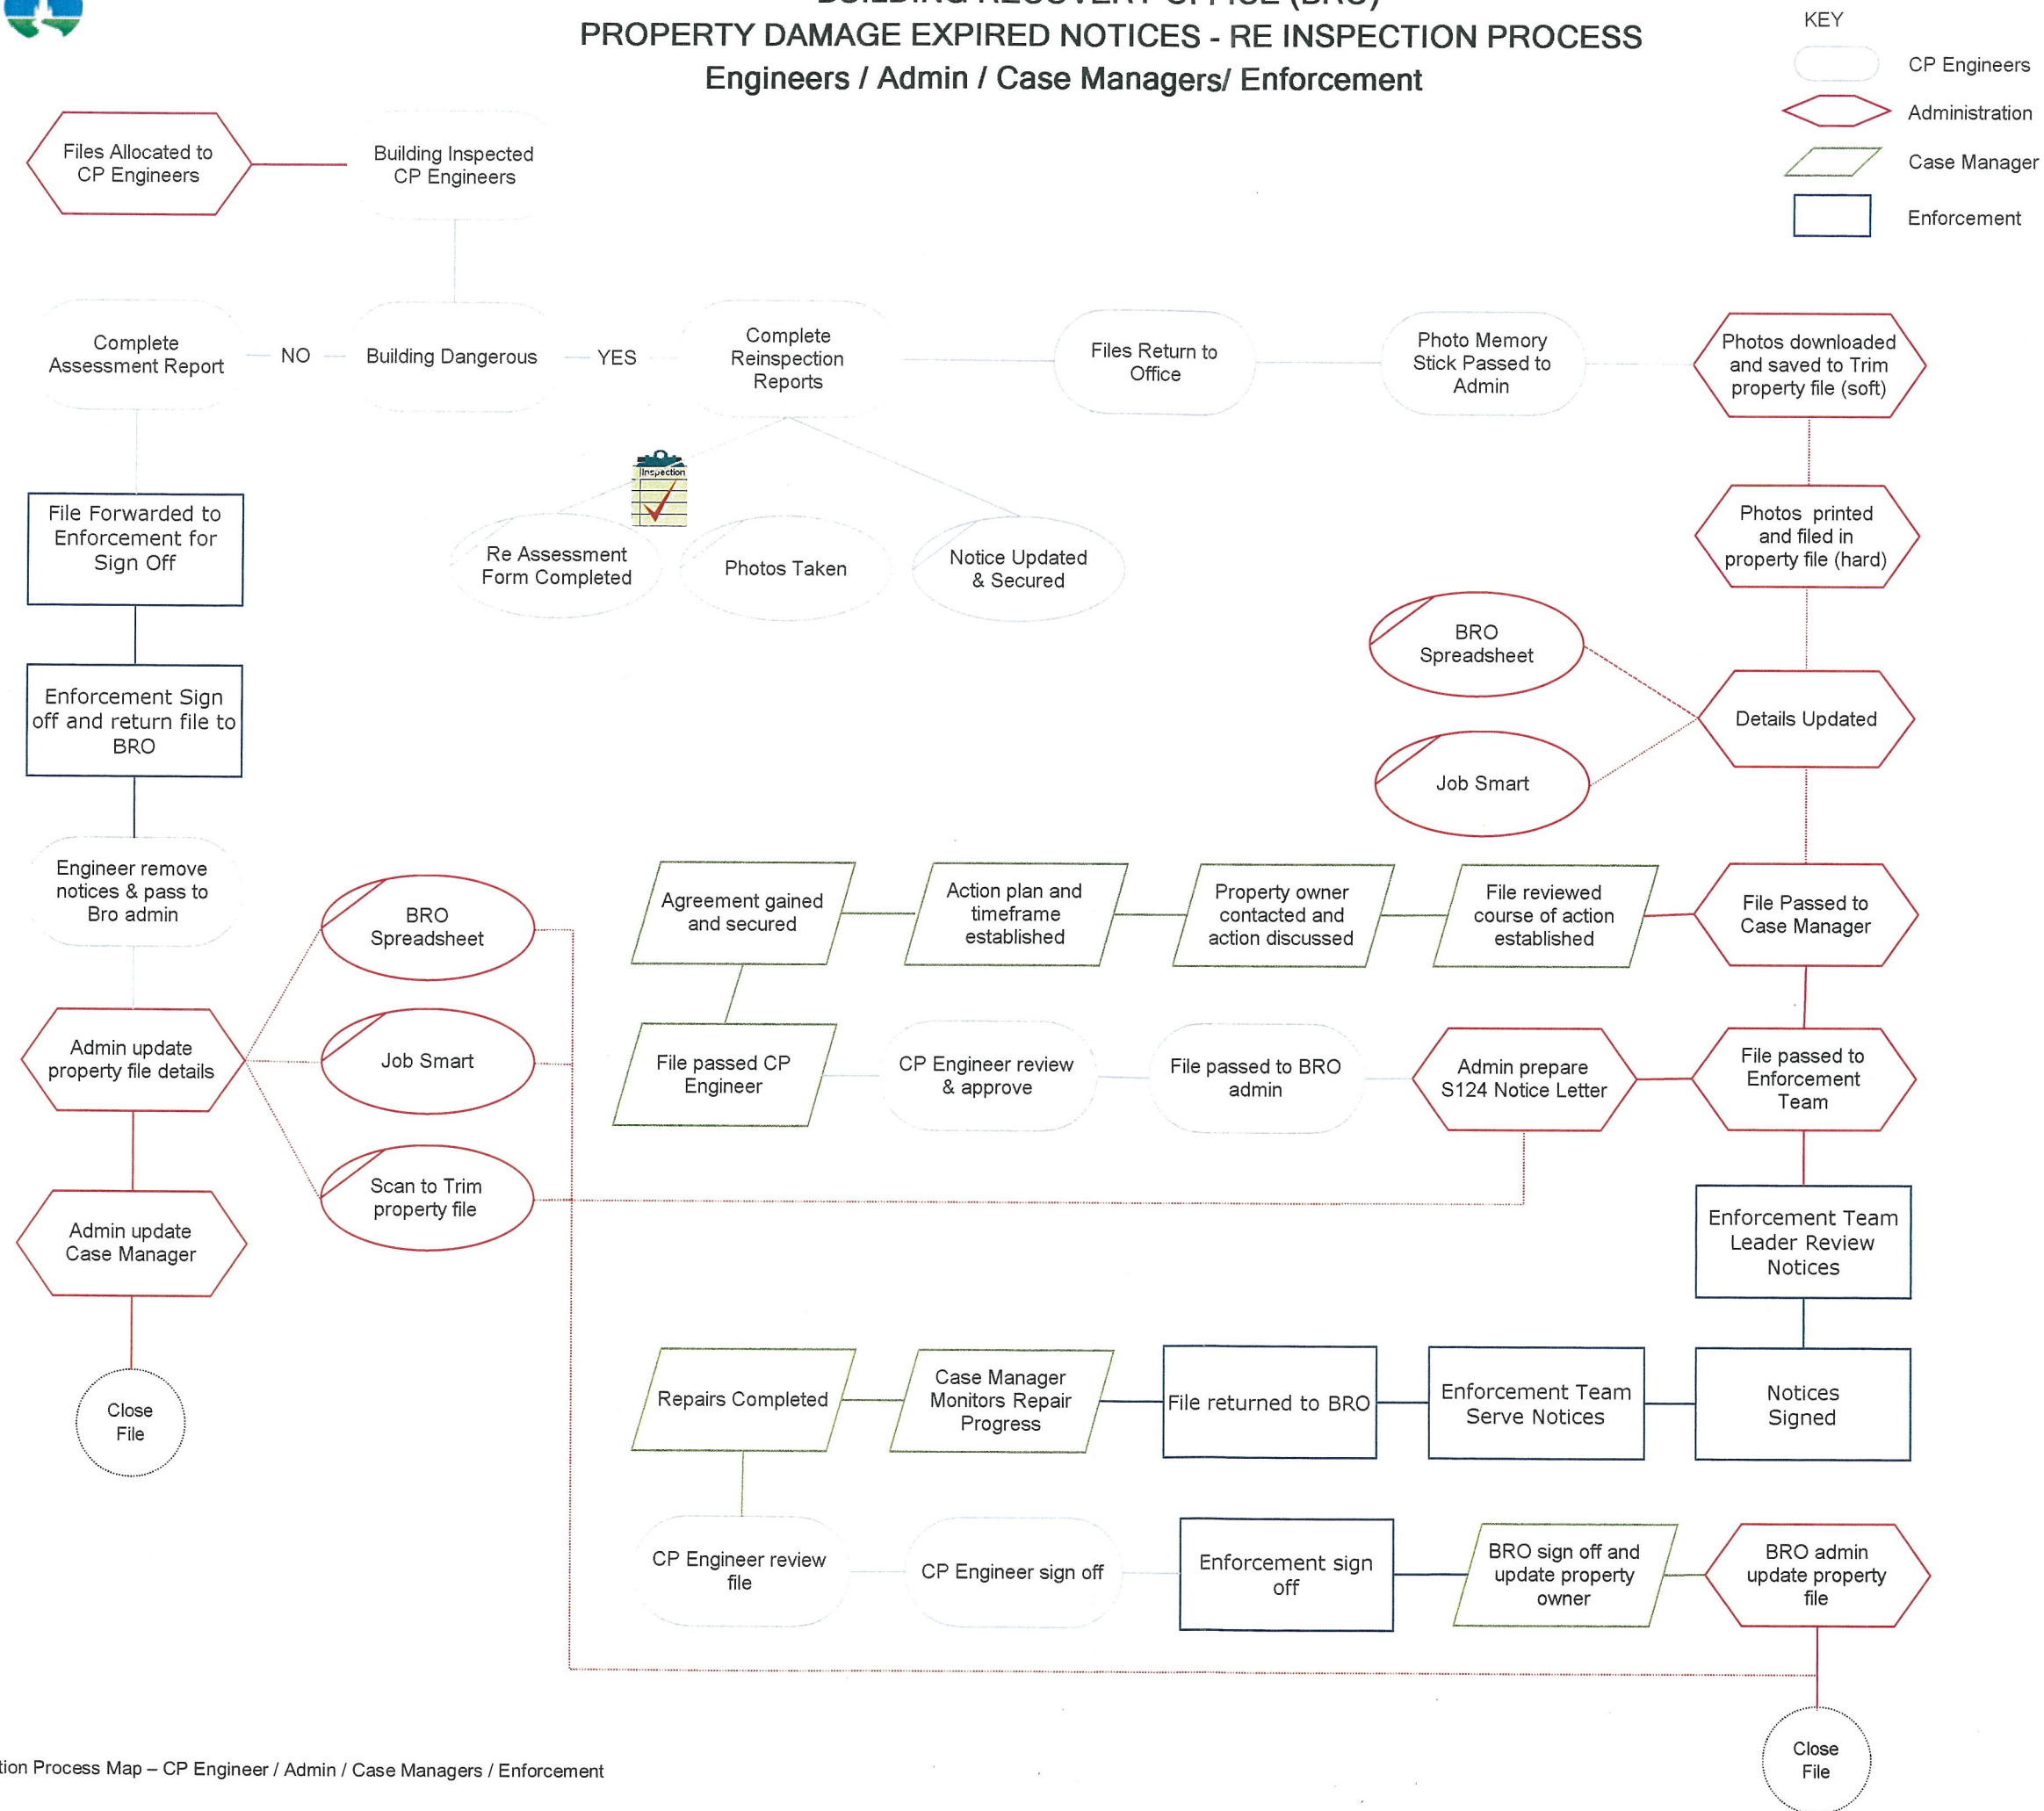 BUILDING RECOVERY OFFICE (BRO)
PROPERTY DAMAGE EXPIRED NOTICES - RE INSPECTION PROCESS
Engineers / Admin / Case Managers/ Enforcement
KEY
CP Engineers
Administration
Case Manager
Enforcement
Files Allocated to
CP Engineers
Building Inspected
CP Engineers
Complete
Assessment Report
NO
Building Dangerous
YES
Complete
Reinspection
Reports
Files Return to
Office
Photo Memory
Stick Passed to
Admin
Photos downloaded
and saved to Trim
property file (soft)
Inspection
File Forwarded to
Enforcement for
Sign Off
Re Assessment
Form Completed
Photos Taken
Notice Updated
& Secured
Photos printed
and filed in
property file (hard)
BRO
Spreadsheet
Details Updated
Job Smart
Enforcement Sign
off and return file to
BRO
Engineer remove
notices & pass to
Bro admin
BRO
Spreadsheet
Agreement gained
and secured
Action plan and
timeframe
established
Property owner
contacted and
action discussed
File reviewed
course of action
established
File Passed to
Case Manager
Admin update
property file details
Job Smart
File passed CP
Engineer
CP Engineer review
& approve
File passed to BRO
admin
Admin prepare
S124 Notice Letter
File passed to
Enforcement
Team
Scan to Trim
property file
Admin update
Case Manager
Enforcement Team
Leader Review
Notices
Close
File
Repairs Completed
Case Manager
Monitors Repair
Progress
File returned to BRO
Enforcement Team
Serve Notices
Notices
Signed
CP Engineer review
file
CP Engineer sign off
Enforcement sign
off
BRO sign off and
update property
owner
BRO admin
update property
file
Close
File
tion Process Map – CP Engineer / Admin / Case Managers / Enforcement